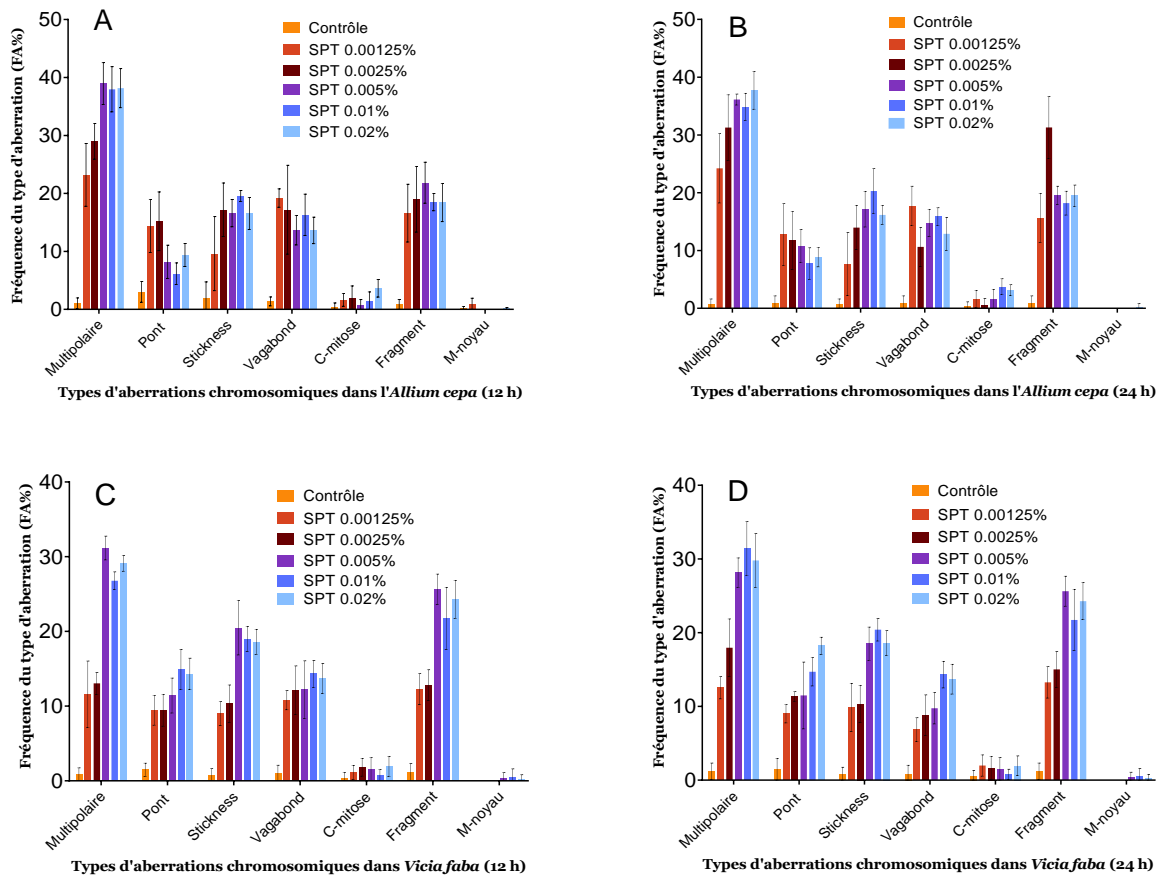 A
Fréquence du type d'aberration (FA%)
50
40
30
20
10
0
Contrôle
SPT 0.00125%
SPT 0.0025%
SPT 0.005%
SPT 0.01%
SPT 0.02%
Multipolaire
Pont
Stickness
Vagabond
C-mitose
Fragment
M-noyau
Types d'aberrations chromosomiques dans l'Allium cepa (12 h)
B
Fréquence du type d'aberration (FA%)
50
40
30
20
10
0
Contrôle
SPT 0.00125%
SPT 0.0025%
SPT 0.005%
SPT 0.01%
SPT 0.02%
Multipolaire
Pont
Stickness
Vagabond
C-mitose
Fragment
M-noyau
Types d'aberrations chromosomiques dans l'Allium cepa (24 h)
C
Fréquence du type d'aberration (FA%)
40
30
20
10
0
Contrôle
SPT 0.00125%
SPT 0.0025%
SPT 0.005%
SPT 0.01%
SPT 0.02%
Multipolaire
Pont
Stickness
Vagabond
C-mitose
Fragment
M-noyau
Types d'aberrations chromosomiques dans Vicia faba (12 h)
D
Fréquence du type d'aberration (FA%)
40
30
20
10
0
Contrôle
SPT 0.00125%
SPT 0.0025%
SPT 0.005%
SPT 0.01%
SPT 0.02%
Multipolaire
Pont
Stickness
Vagabond
C-mitose
Fragment
M-noyau
Types d'aberrations chromosomiques dans Vicia faba (24 h)